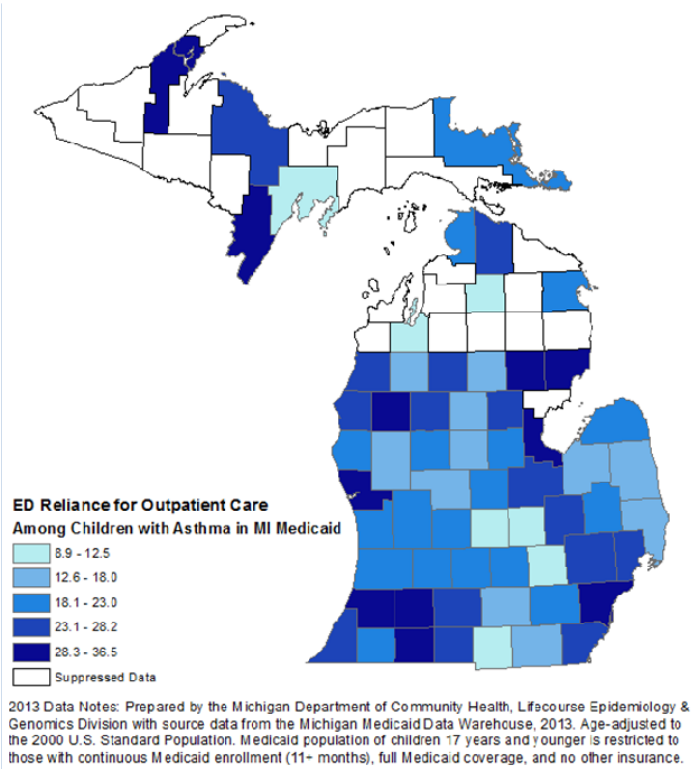 ED Reliance for Outpatient Care
Among Children with Asthma in MI Medicaid
8.9 - 12.5
12.6 - 18.0
18.1 - 23.0
23.1 - 28.2
28.3 - 36.5
Suppressed Data
2013 Data Notes: Prepared by the Michigan Department of Community Health, Lifecourse Epidemiology &
Genomics Division with source data from the Michigan Medicaid Data Warehouse, 2013. Age-adjusted to
the 2000 U.S. Standard Population. Medicaid population of children 17 years and younger is restricted to
those with continuous Medicaid enrollment (11+ months), full Medicaid coverage, and no other insurance.